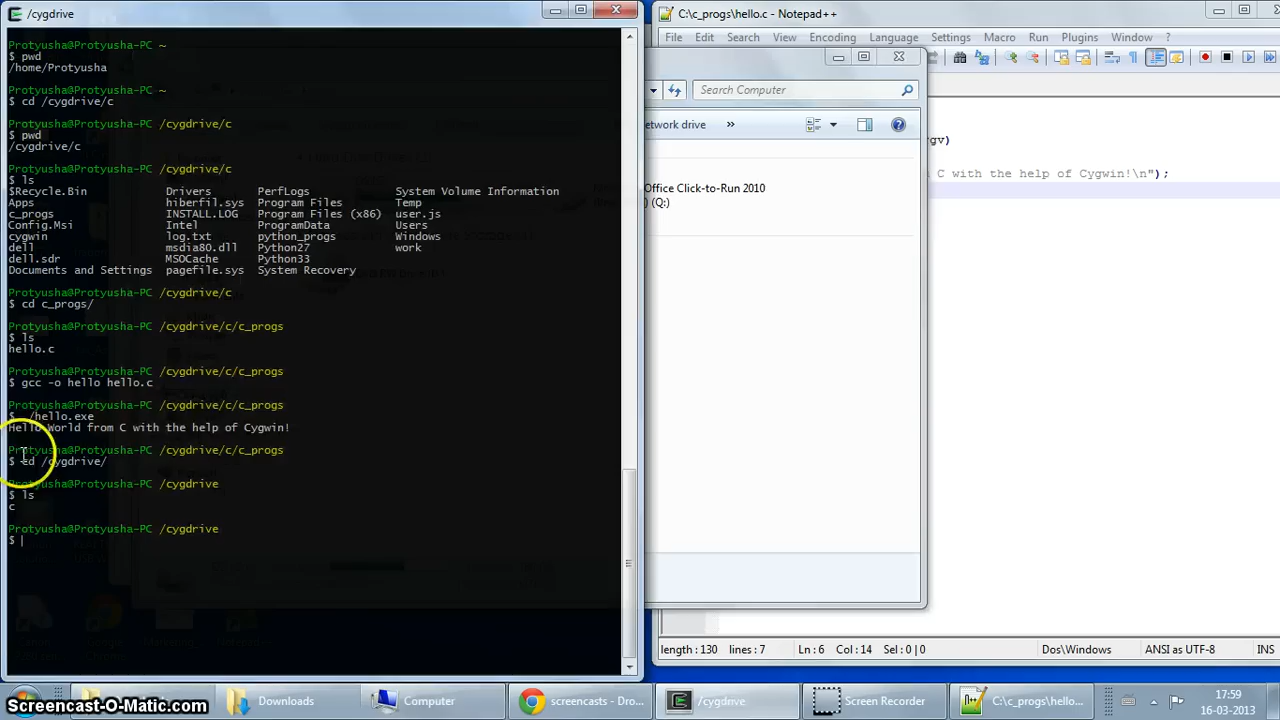 /cygdrive
Protyusha@Protyusha-PC ~
$ pwd
/home/Protyusha
Protyusha@Protyusha-PC ~
$ cd /cygdrive/c
Protyusha@Protyusha-PC /cygdrive/c
$ pwd
/cygdrive/c
Protyusha@Protyusha-PC /cygdrive/c
$ ls
$Recycle.Bin Drivers PerfLogs System Volume Information
Apps hiberfil.sys Program Files Temp
c_progs INSTALL.LOG Program Files (x86) user.js
Config.Msi Intel ProgramData Users
cygwin log.txt python_progs Windows
dell msdia80.dll Python27 work
dell.sdr MSOCache Python33
Documents and Settings pagefile.sys System Recovery
Protyusha@Protyusha-PC /cygdrive/c
$ cd c_progs/
Protyusha@Protyusha-PC /cygdrive/c/c_progs
$ ls
hello.c
Protyusha@Protyusha-PC /cygdrive/c/c_progs
$ gcc -o hello hello.c
Protyusha@Protyusha-PC /cygdrive/c/c_progs
$ ./hello.exe
Hello World from C with the help of Cygwin!
Protyusha@Protyusha-PC /cygdrive/c/c_progs
$ cd /cygdrive/
Protyusha@Protyusha-PC /cygdrive
$ ls
c
Protyusha@Protyusha-PC /cygdrive
$
C:\c_progs\hello.c - Notepad++
File Edit Search View Encoding Language Settings Macro Run Plugins Window ?
Search Computer
network drive »
Office Click-to-Run 2010
(Q:)
gv)
C with the help of Cygwin!\n");
length:130 lines:7 Ln:6 Col:14 Sel:0|0 Dos\Windows ANSI as UTF-8 INS
Downloads Computer screencasts - Dro... /cygdrive Screen Recorder C:\c_progs\hello...
17:59
16-03-2013
Screencast-O-Matic.com